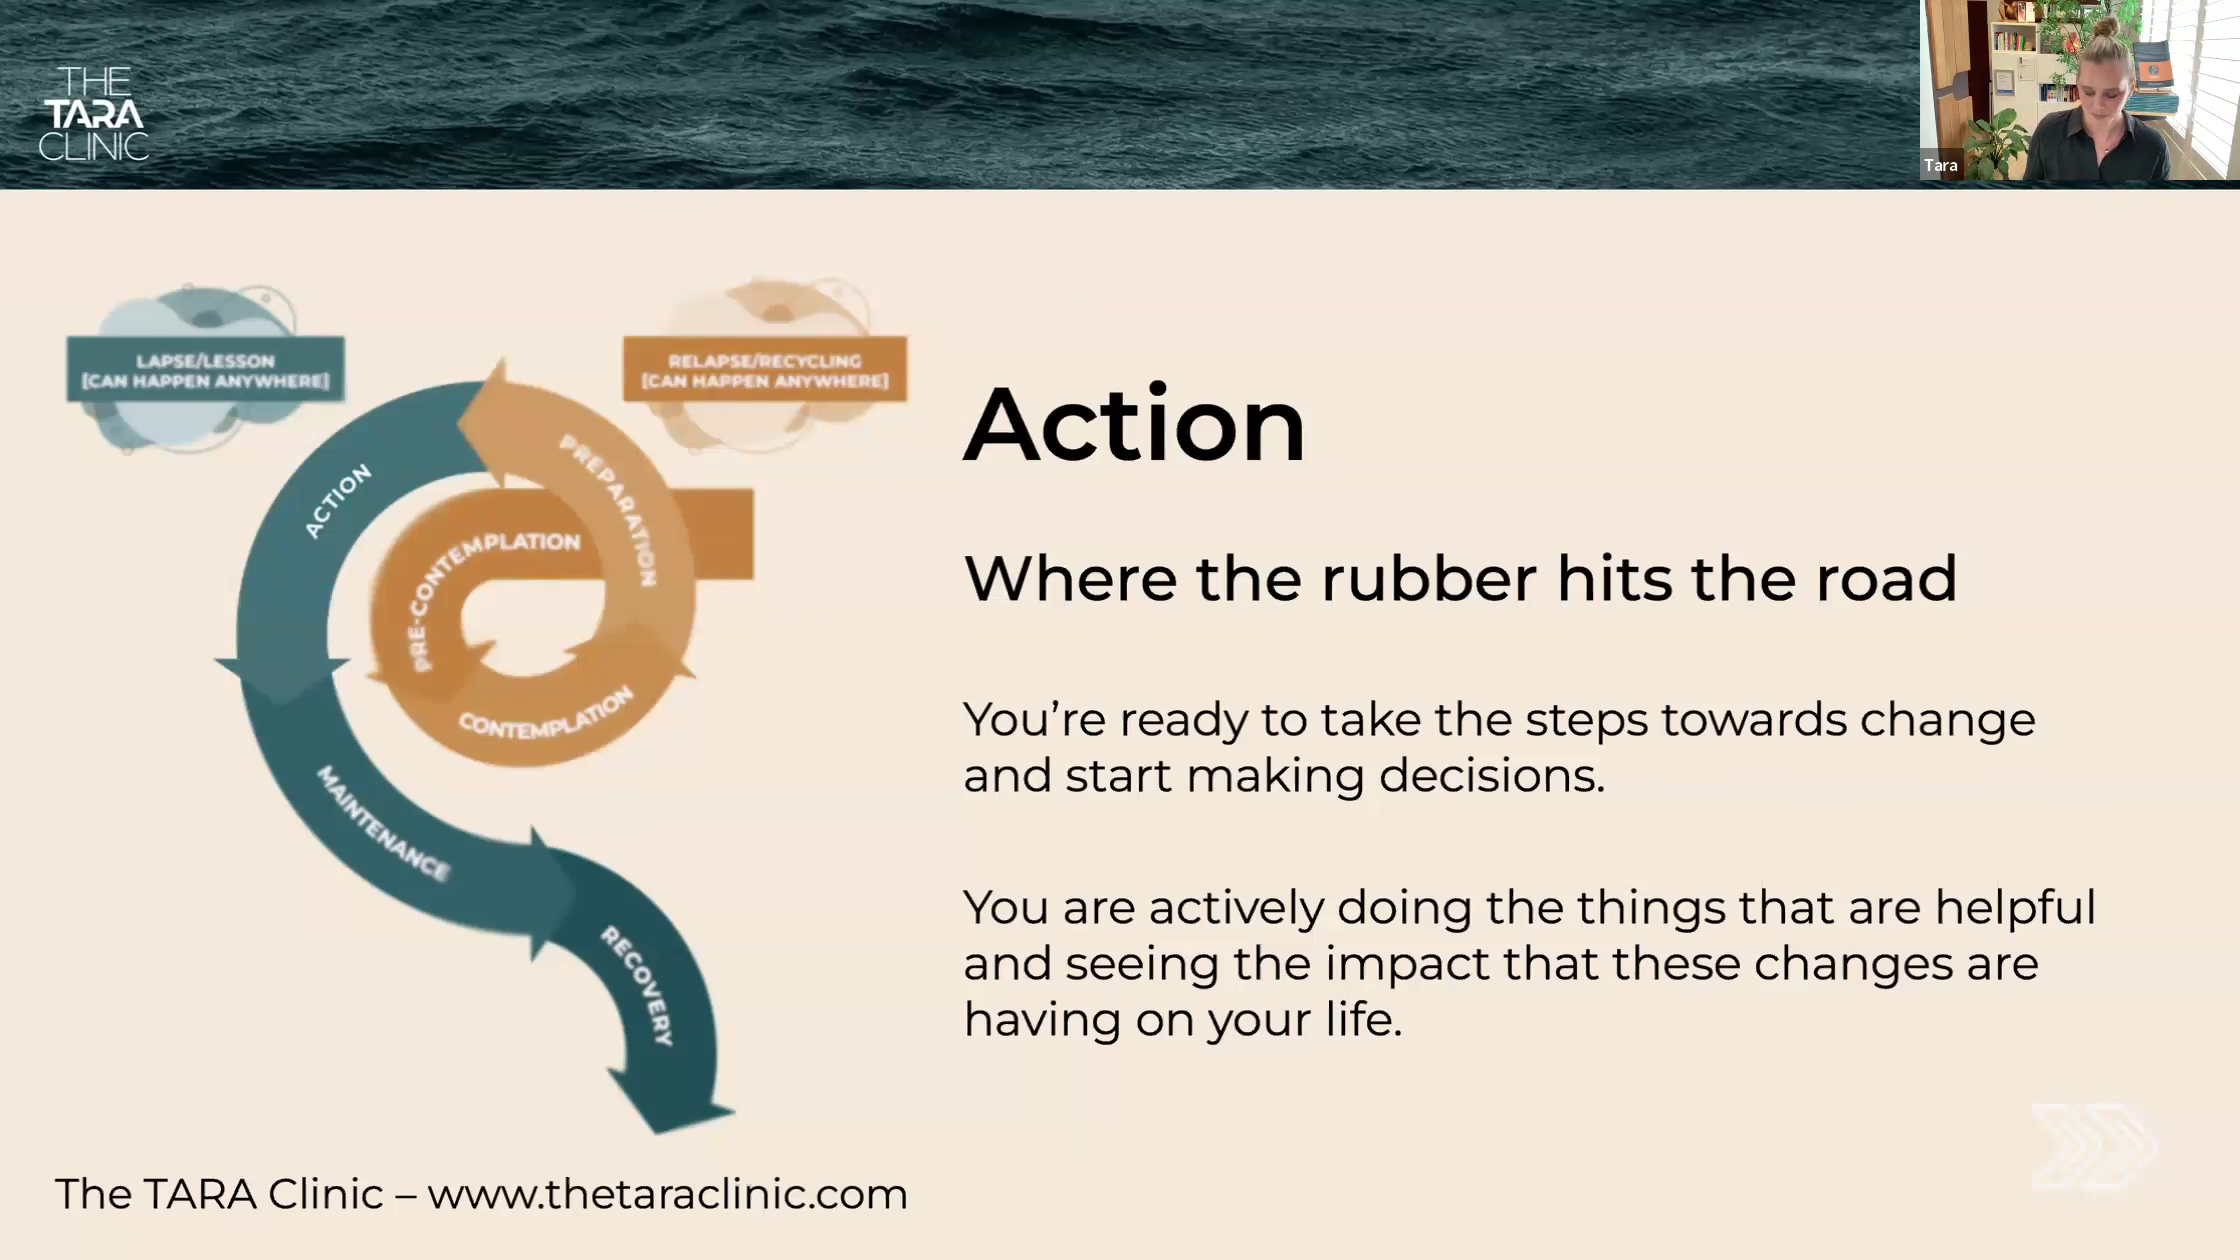 THE
TARA
CLINIC
Tara
LAPSE/LESSON
[CAN HAPPEN ANYWHERE]
RELAPSE/RECYCLING
[CAN HAPPEN ANYWHERE]
PRE-CONTEMPLATION
CONTEMPLATION
PREPARATION
ACTION
MAINTENANCE
RECOVERY
Action
Where the rubber hits the road
You’re ready to take the steps towards change
and start making decisions.
You are actively doing the things that are helpful
and seeing the impact that these changes are
having on your life.
The TARA Clinic – www.thetaraclinic.com